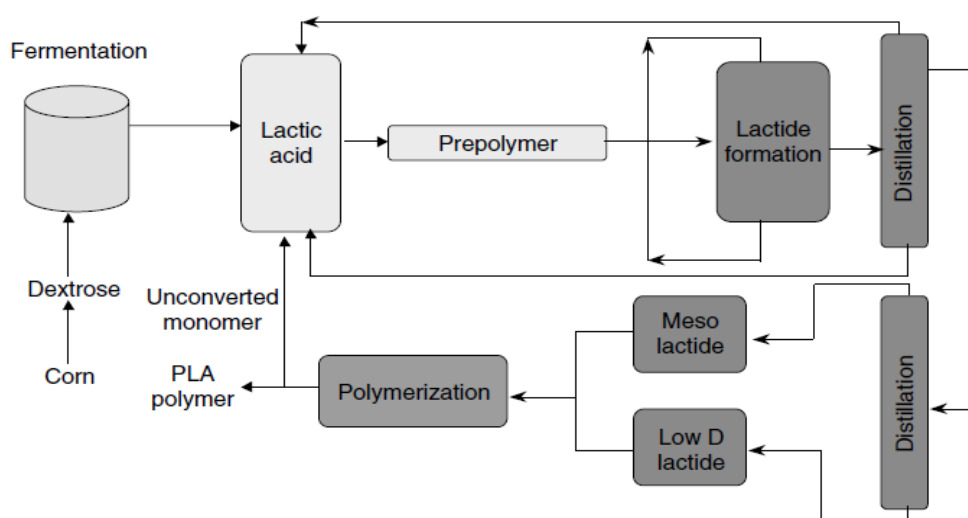 Fermentation
Lactic
acid
Prepolymer
Lactide
formation
Distillation
Dextrose
Corn
Unconverted
monomer
PLA
polymer
Polymerization
Meso
lactide
Low D
lactide
Distillation